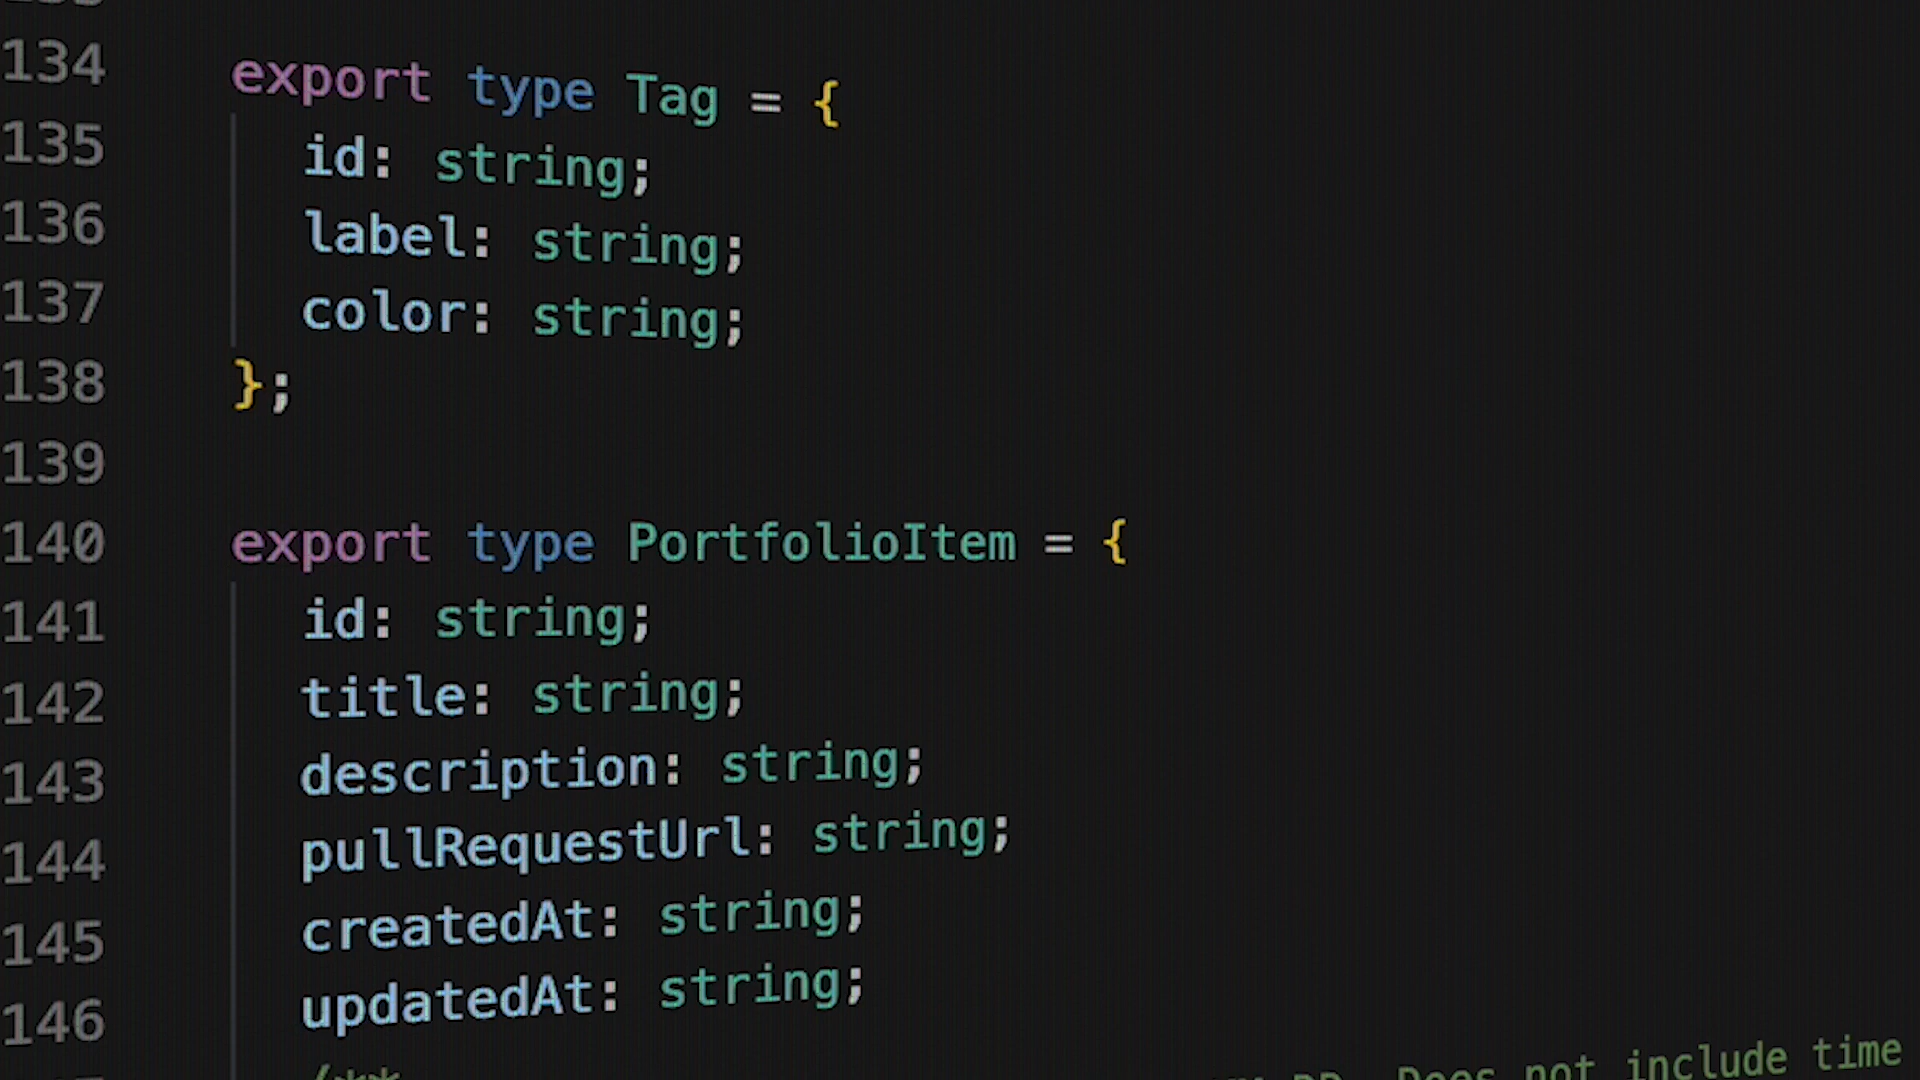 134 export type Tag = {
135 id: string;
136 label: string;
137 color: string;
138 };
139
140 export type PortfolioItem = {
141 id: string;
142 title: string;
143 description: string;
144 pullRequestUrl: string;
145 createdAt: string;
146 updatedAt: string;
/** Does not include time